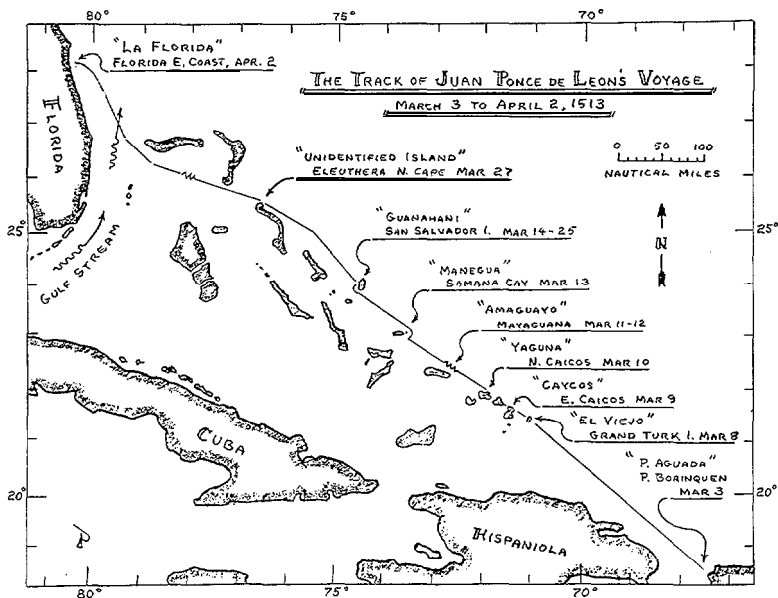 80°
75°
70°
"LA FLORIDA"
FLORIDA E. COAST, APR. 2
THE TRACK OF JUAN PONCE DE LEON'S VOYAGE
MARCH 3 TO APRIL 2, 1513
FLORIDA
"UNIDENTIFIED ISLAND"
ELEUTHERA N. CAPE MAR 27
0 50 100
NAUTICAL MILES
"GUANAHANI"
SAN SALVADOR I. MAR 14-25
25°
25°
N
GULF STREAM
"MANEGUA"
SAMANA CAY MAR 13
"AMAGUAYO"
MAYAGUANA MAR 11-12
"YAGUNA"
N. CAICOS MAR 10
"CAYCOS"
E. CAICOS MAR 9
"EL VIEJO"
GRAND TURK I. MAR 8
CUBA
"P. AGUADA"
P. BORINQUEN
MAR 3
20°
20°
HISPANIOLA
80°
75°
70°